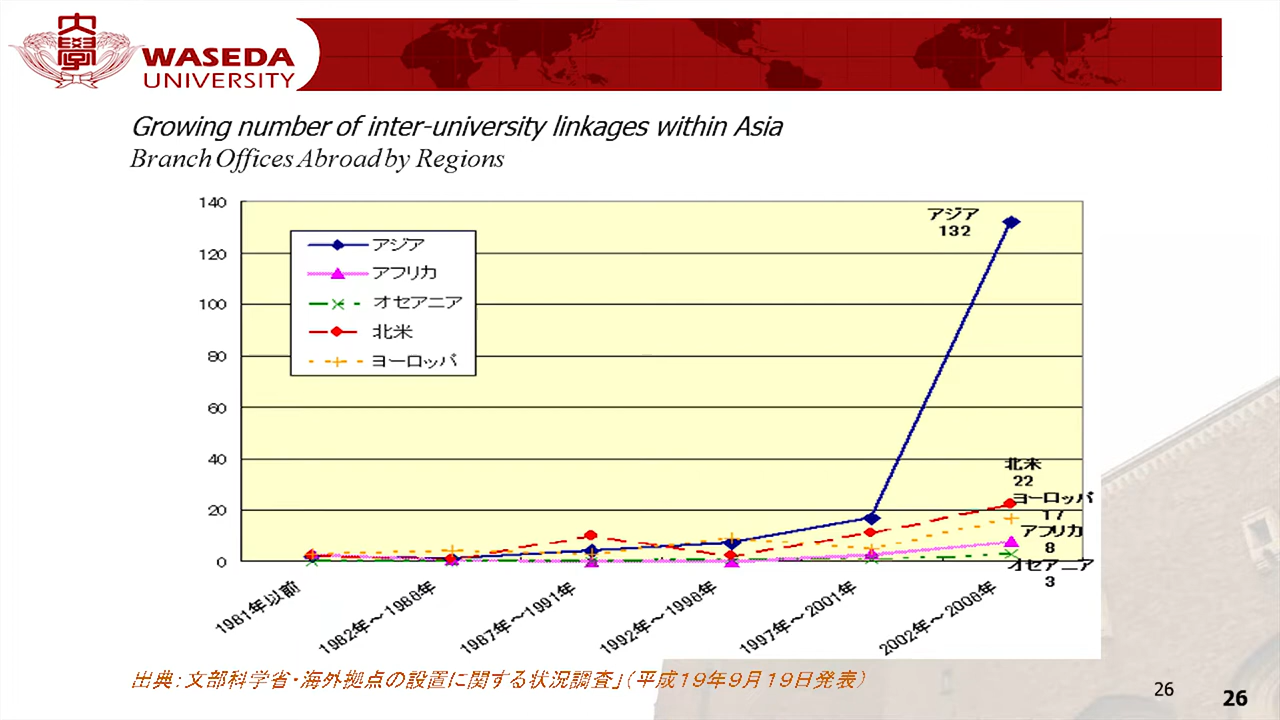 大學
WASEDA
UNIVERSITY
Growing number of inter-university linkages within Asia
Branch Offices Abroad by Regions
140
120
100
80
60
40
20
0
アジア
アフリカ
オセアニア
北米
ヨーロッパ
アジア
132
北米
22
ヨーロッパ
17
アフリカ
8
オセアニア
3
1981年以前
1982年～1986年
1987年～1991年
1992年～1996年
1997年～2001年
2002年～2006年
出典:文部科学省・海外拠点の設置に関する状況調査」(平成19年9月19日発表)
26
26